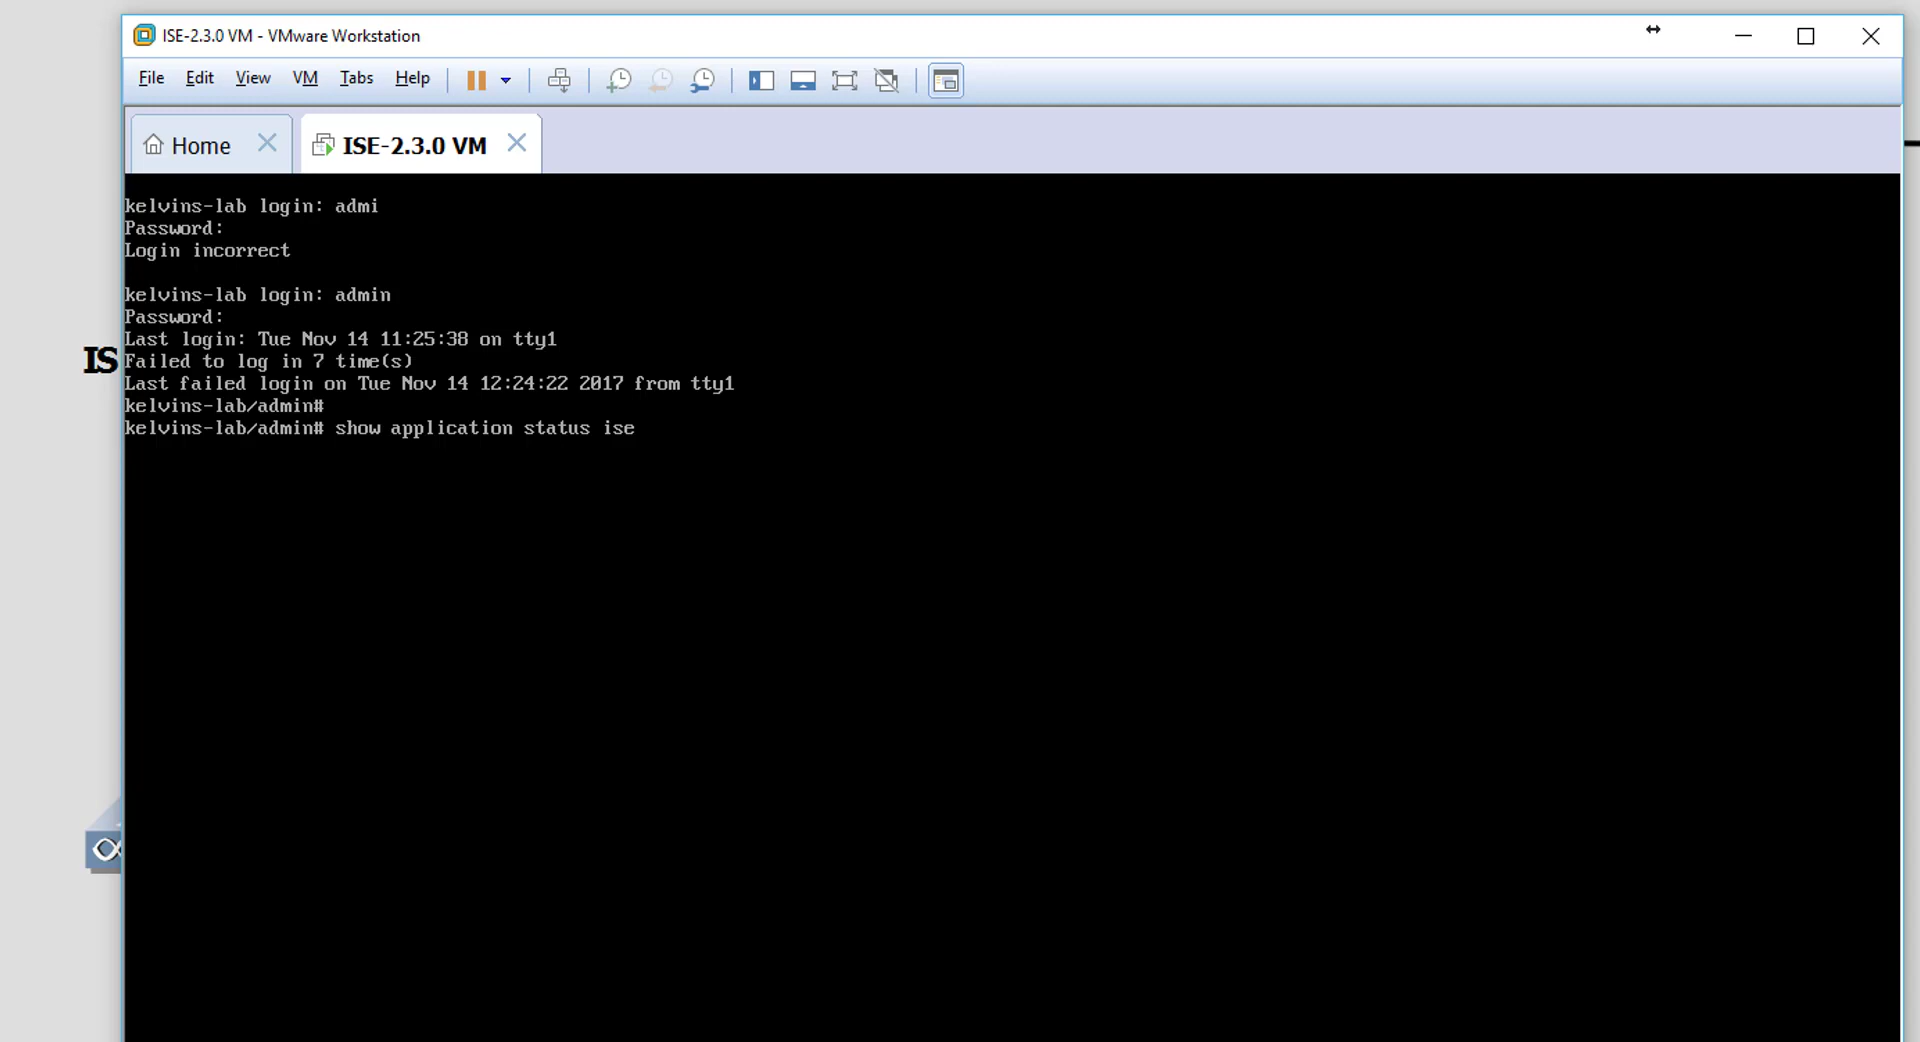 ISE-2.3.0 VM - VMware Workstation
File Edit View VM Tabs Help
Home ISE-2.3.0 VM
kelvins-lab login: admi
Password:
Login incorrect
kelvins-lab login: admin
Password:
Last login: Tue Nov 14 11:25:38 on tty1
IS
Failed to log in 7 time(s)
Last failed login on Tue Nov 14 12:24:22 2017 from tty1
kelvins-lab/admin#
kelvins-lab/admin# show application status ise